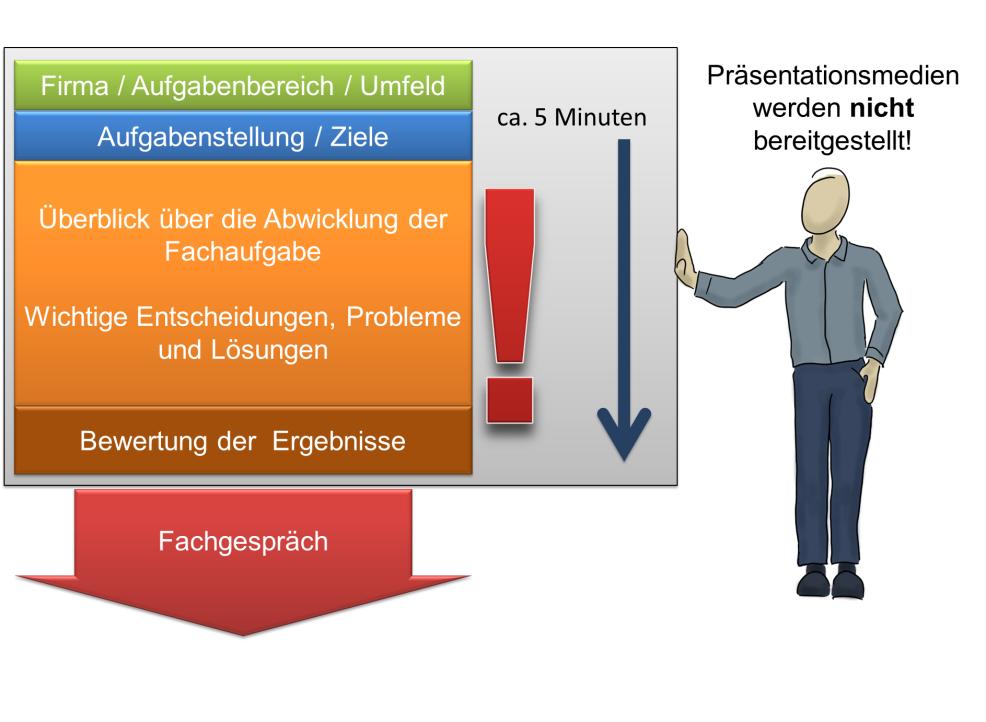 Firma / Aufgabenbereich / Umfeld
Aufgabenstellung / Ziele
Überblick über die Abwicklung der
Fachaufgabe
Wichtige Entscheidungen, Probleme
und Lösungen
Bewertung der Ergebnisse
ca. 5 Minuten
!
Präsentationsmedien
werden nicht
bereitgestellt!
Fachgespräch